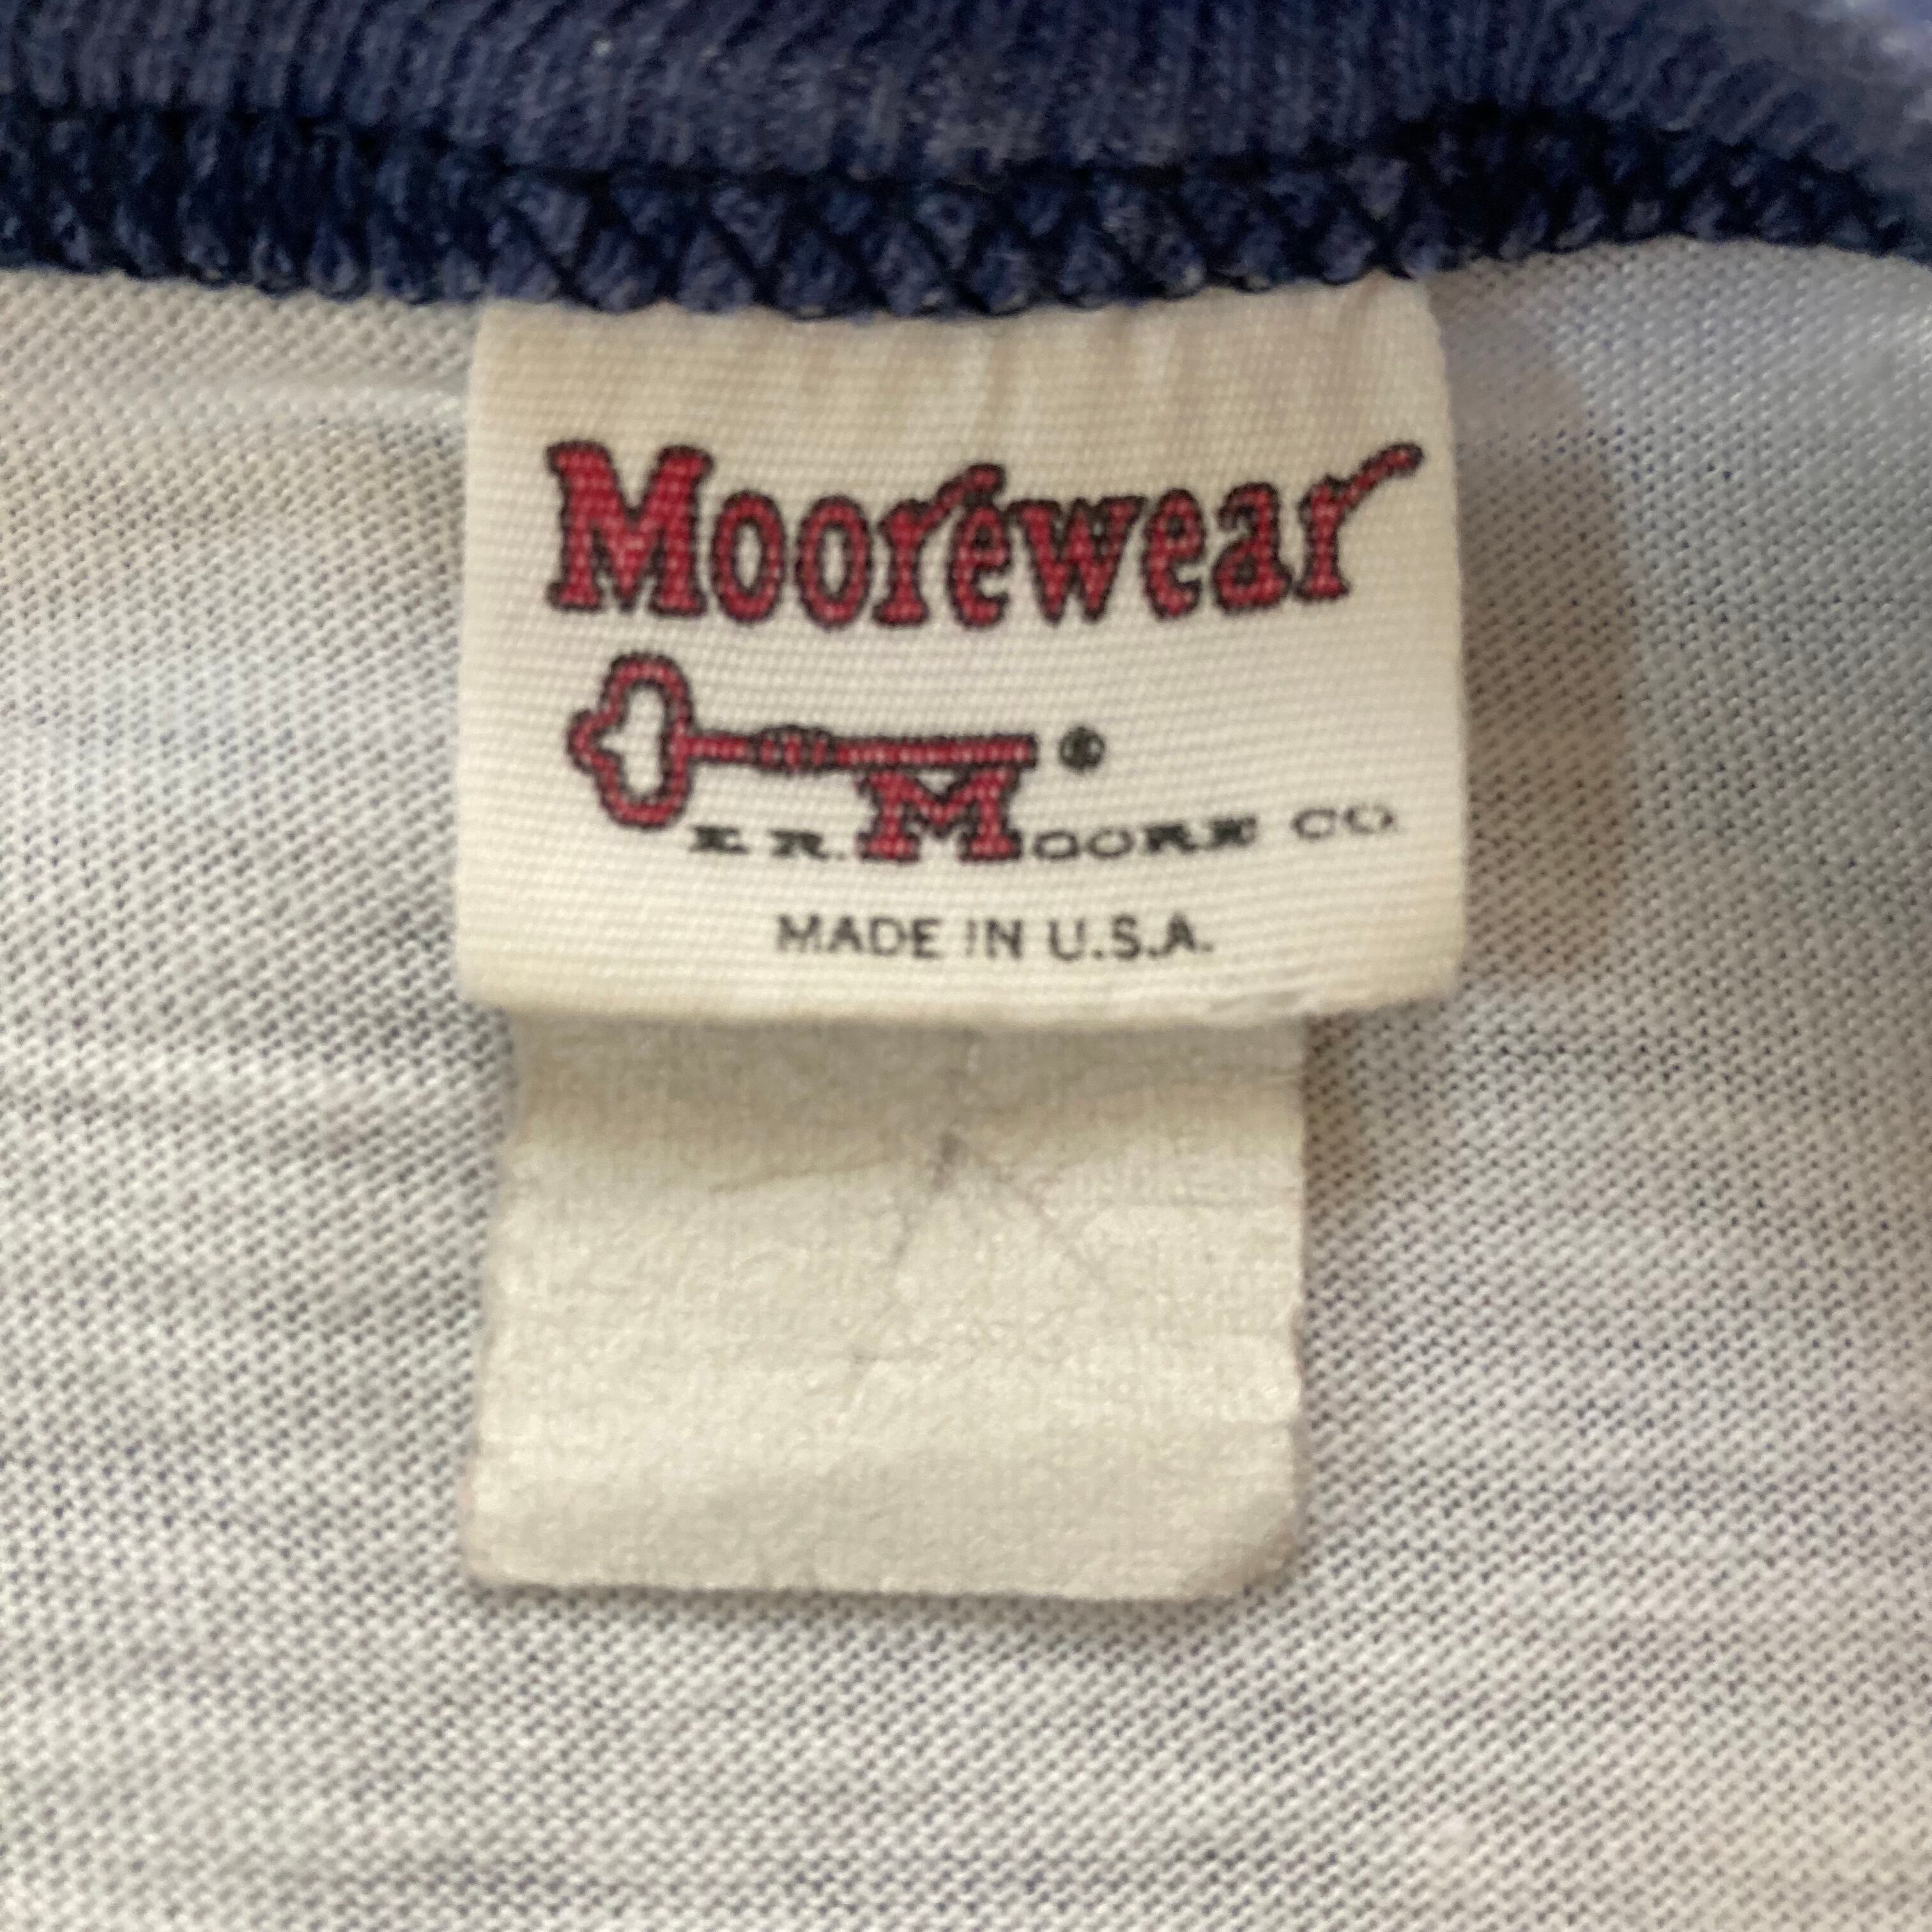 Moorewear
®
E.R. MOORE CO.
MADE IN U.S.A.